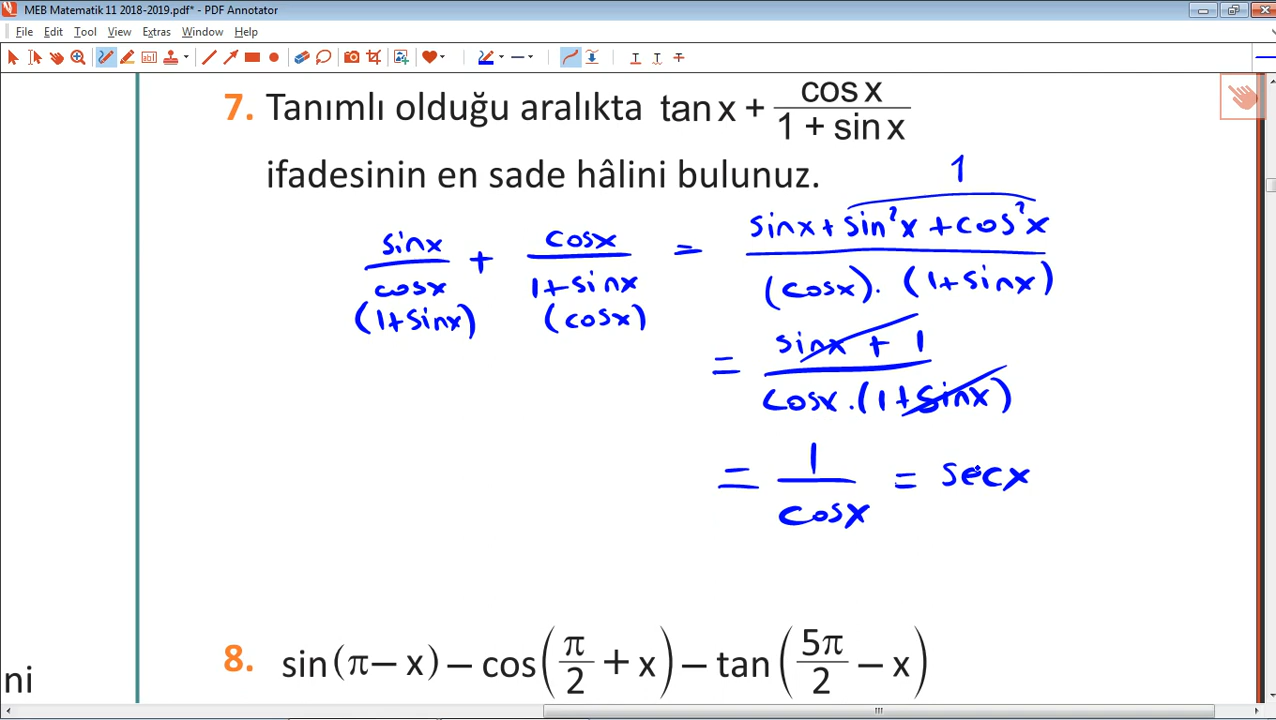 MEB Matematik 11 2018-2019.pdf* - PDF Annotator
File Edit Tool View Extras Window Help
7. Tanımlı olduğu aralıkta tan x + cos x / (1 + sin x)
ifadesinin en sade hâlini bulunuz.
1
sinx / cosx + cosx / (1+sinx) = (sinx + sin²x + cos²x) / ((cosx). (1+sinx))
(1+sinx) (cosx)
= (sinx + 1) / (cosx.(1+sinx))
= 1 / cosx = secx
8. sin(π – x) – cos(π/2 + x) – tan(5π/2 – x)
ni